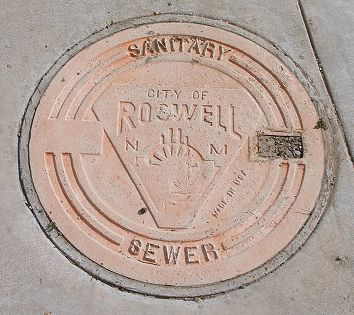 SANITARY
CITY OF
ROSWELL
N M
MADE IN USA
SEWER